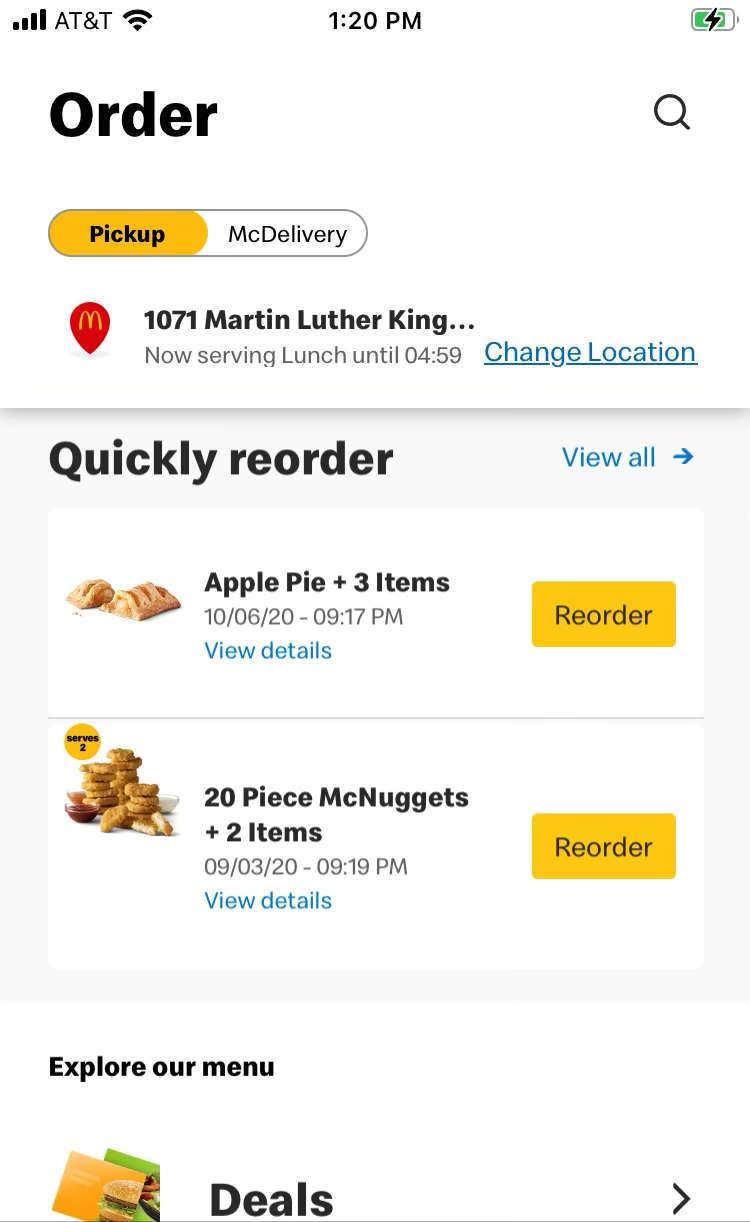 AT&T 1:20 PM
Order
Pickup McDelivery
1071 Martin Luther King...
Now serving Lunch until 04:59 Change Location
Quickly reorder View all
Apple Pie + 3 Items
10/06/20 - 09:17 PM
View details
Reorder
serves
2
20 Piece McNuggets
+ 2 Items
09/03/20 - 09:19 PM
View details
Reorder
Explore our menu
Deals